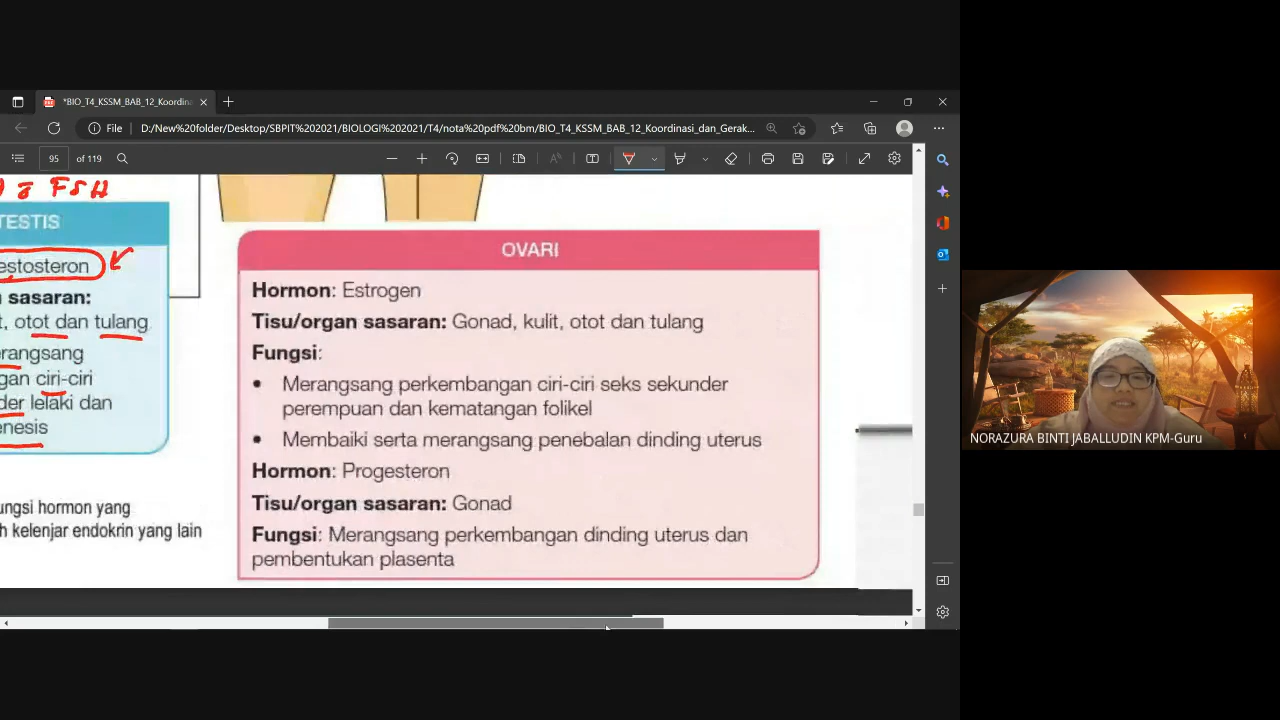 *BIO_T4_KSSM_BAB_12_Koordina
File
D:/New%20folder/Desktop/SBPIT%202021/BIOLOGI%202021/T4/nota%20pdf%20bm/BIO_T4_KSSM_BAB_12_Koordinasi_dan_Gerak...
95 of 119
FSH
TESTIS
estosteron
n sasaran:
t, otot dan tulang
erangsang
gan ciri-ciri
der lelaki dan
enesis
ungsi hormon yang
h kelenjar endokrin yang lain
OVARI
Hormon: Estrogen
Tisu/organ sasaran: Gonad, kulit, otot dan tulang
Fungsi:
• Merangsang perkembangan ciri-ciri seks sekunder
perempuan dan kematangan folikel
• Membaiki serta merangsang penebalan dinding uterus
Hormon: Progesteron
Tisu/organ sasaran: Gonad
Fungsi: Merangsang perkembangan dinding uterus dan
pembentukan plasenta
NORAZURA BINTI JABALLUDIN KPM-Guru